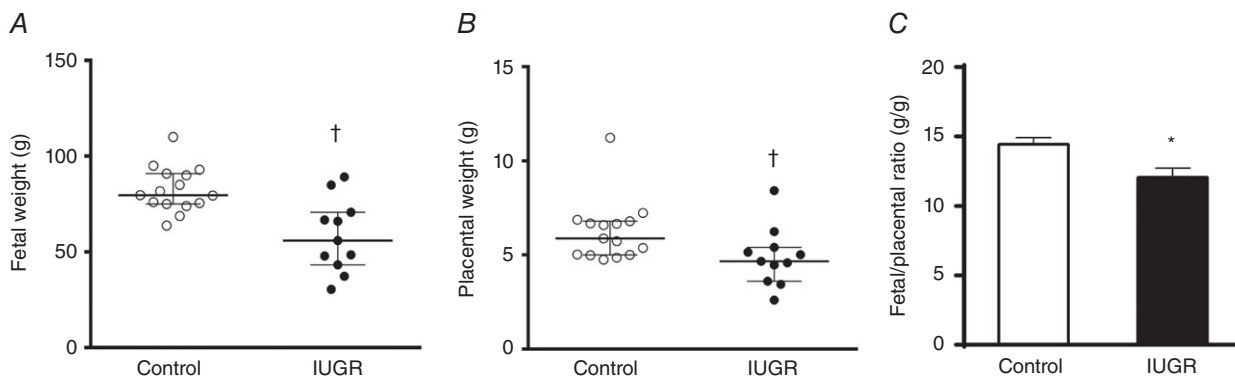 A
Fetal weight (g)
150
100
50
0
†
Control
IUGR
B
Placental weight (g)
15
10
5
0
†
Control
IUGR
C
Fetal/placental ratio (g/g)
20
15
10
5
0
*
Control
IUGR